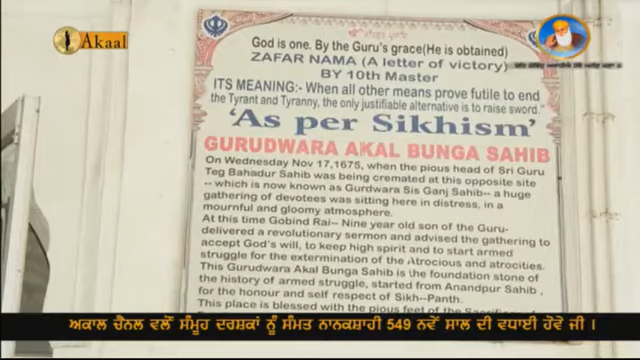 Akaal
God is one. By the Guru's grace(He is obtained)
ZAFAR NAMA (A letter of victory)
BY 10th Master
ITS MEANING:- When all other means prove futile to end
the Tyrant and Tyranny, the only justifiable alternative is to raise sword."
'As per Sikhism'
GURUDWARA AKAL BUNGA SAHIB
On Wednesday Nov 17,1675, when the pious head of Sri Guru
Teg Bahadur Sahib was being cremated at this opposite site
-- which is now known as Gurdwara Sis Ganj Sahib-- a huge
gathering of devotees was sitting here in distress, in a
mournful and gloomy atmosphere.
At this time Gobind Rai-- Nine year old son of the Guru-
delivered a revolutionary sermon and advised the gathering to
accept God's will, to keep high spirit and to start armed
struggle for the extermination of the Atrocious and atrocities.
This Gurudwara Akal Bunga Sahib is the foundation stone of
the history of armed struggle, started from Anandpur Sahib,
for the honour and self respect of Sikh-Panth.
This place is blessed with the pious feet of the
ਅਕਾਲ ਚੈਨਲ ਵਲੋਂ ਸੰਮੂਹ ਦਰਸ਼ਕਾਂ ਨੂੰ ਸੰਮਤ ਨਾਨਕਸ਼ਾਹੀ 549 ਨਵੇਂ ਸਾਲ ਦੀ ਵਧਾਈ ਹੋਵੇ ਜੀ ।